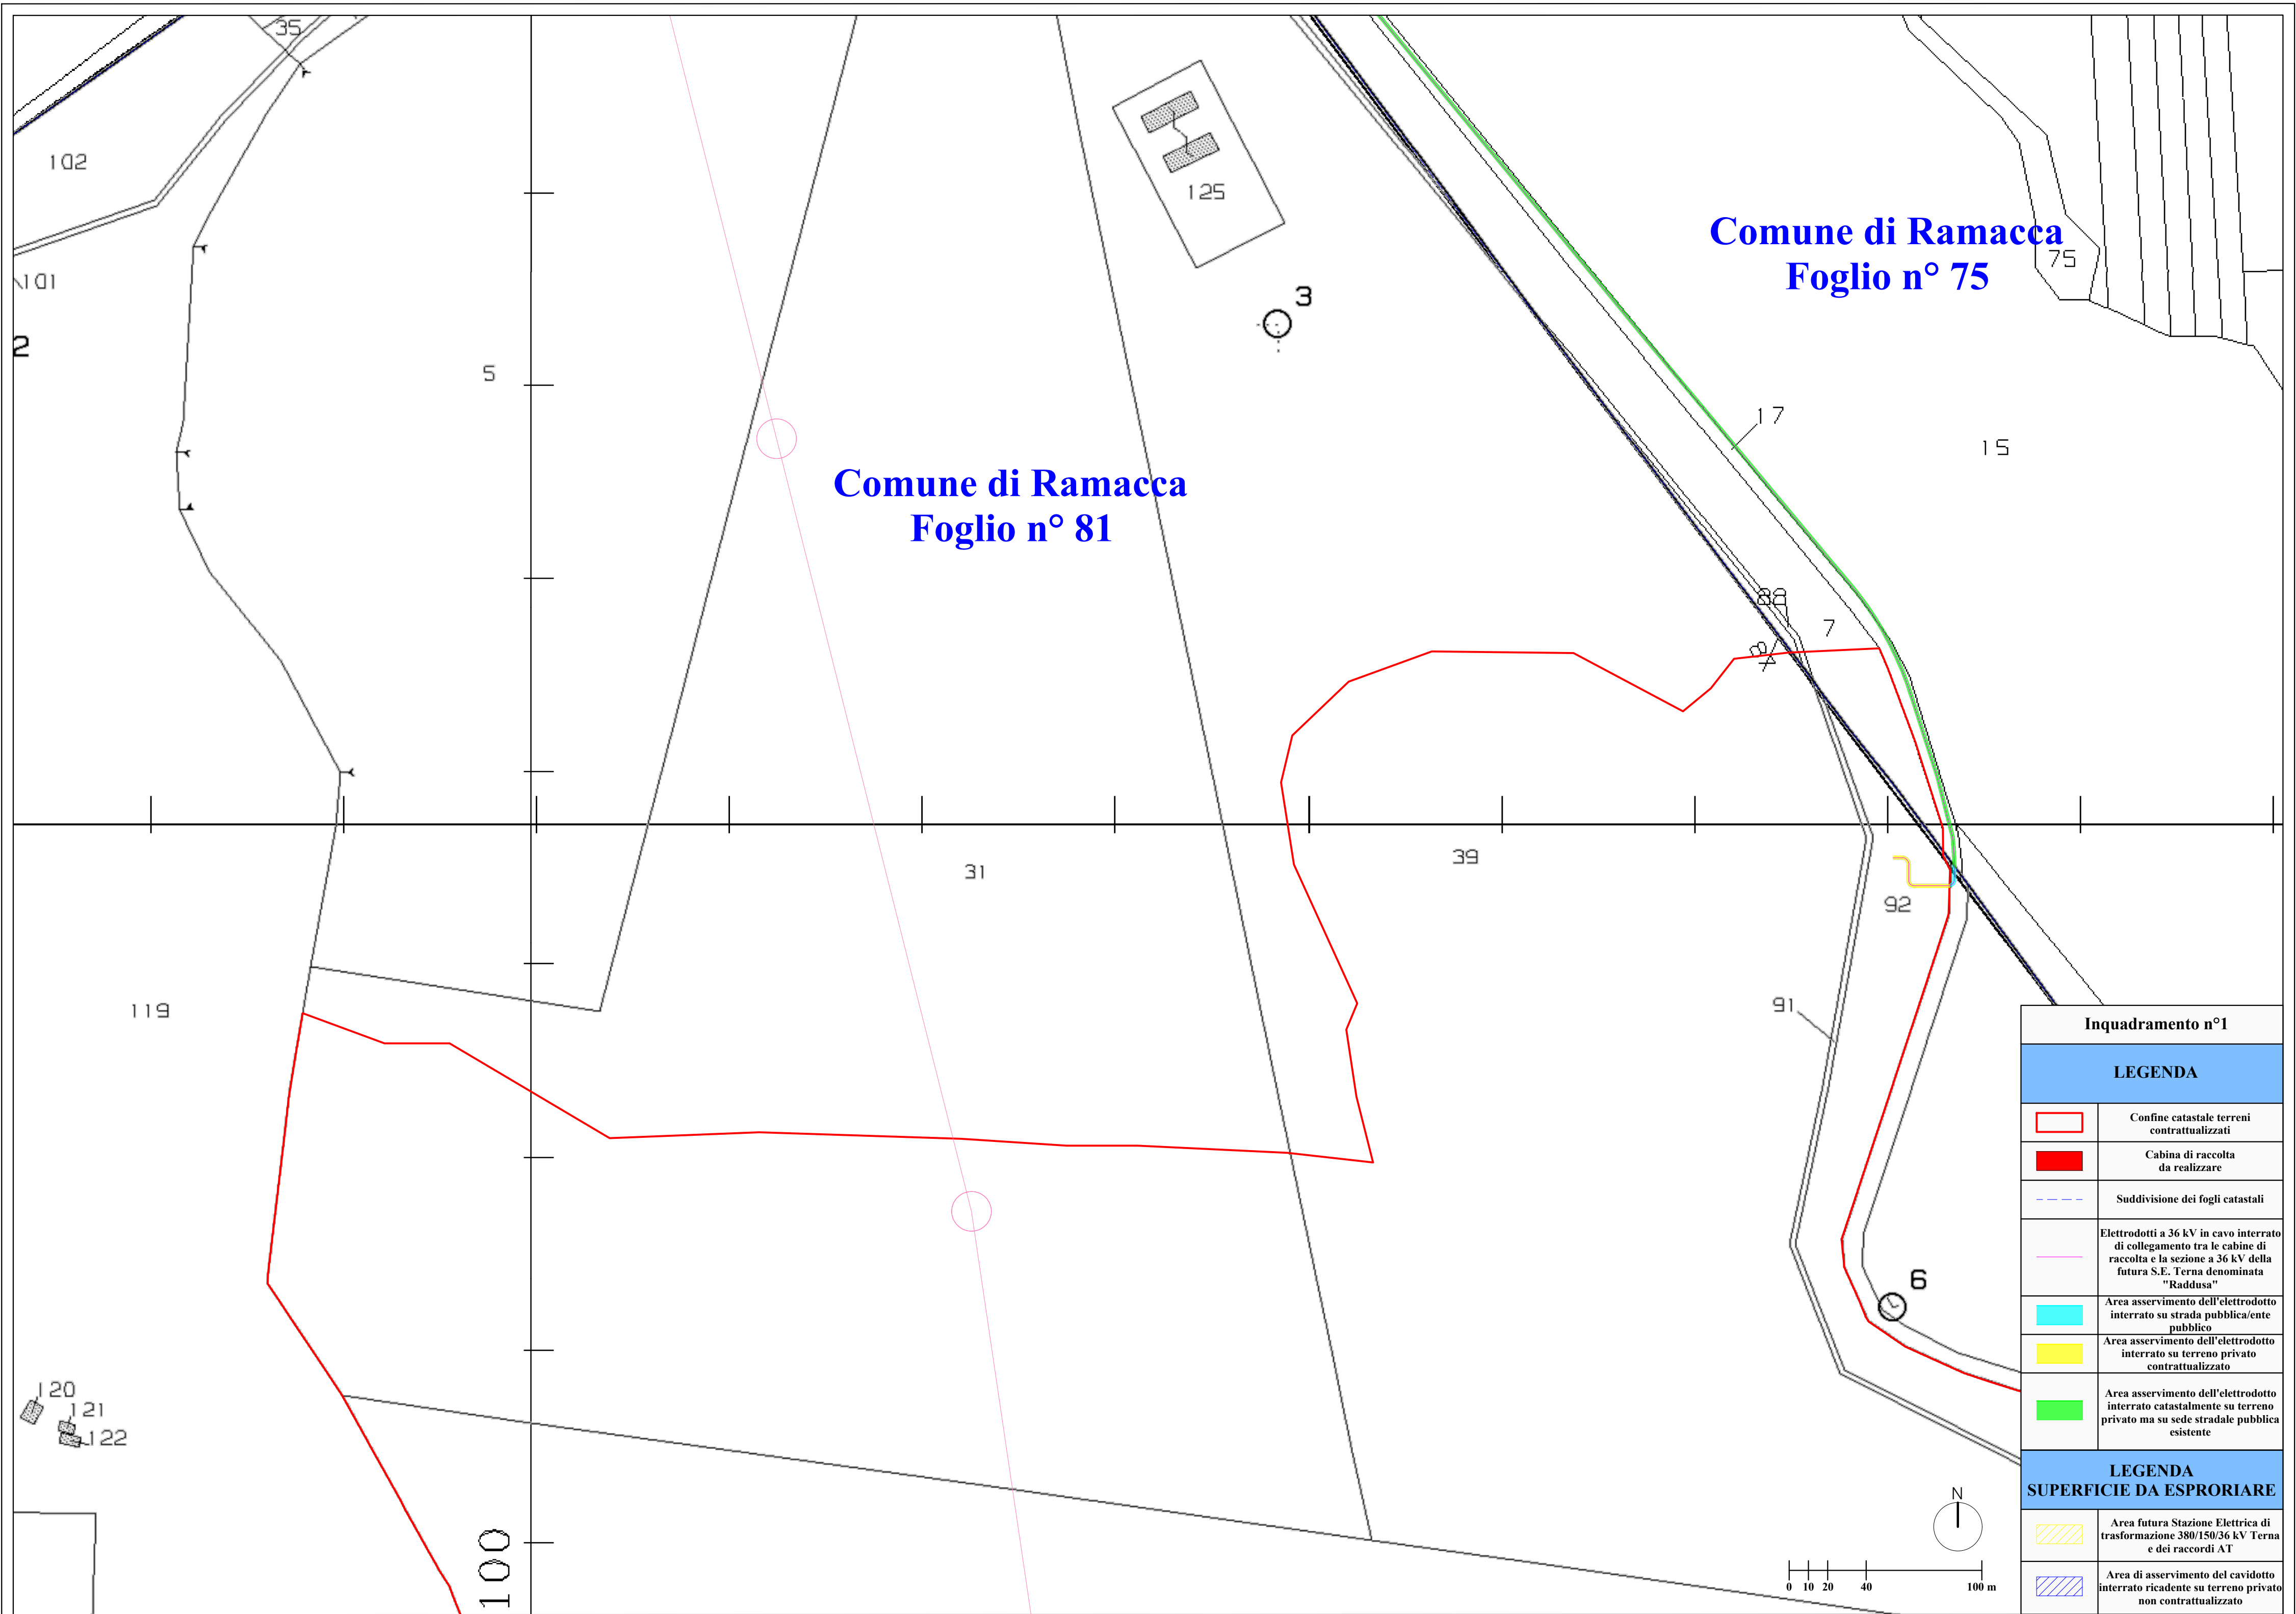 35
102
125
Comune di Ramacca
Foglio n° 75
75
101
3
2
5
17
15
Comune di Ramacca
Foglio n° 81
88
7
39
31
92
91
119
6
120
121
122
100
N
0 10 20 40 100 m
Inquadramento n°1
LEGENDA
Confine catastale terreni
contrattualizzati
Cabina di raccolta
da realizzare
Suddivisione dei fogli catastali
Elettrodotti a 36 kV in cavo interrato
di collegamento tra le cabine di
raccolta e la sezione a 36 kV della
futura S.E. Terna denominata
"Raddusa"
Area asservimento dell'elettrodotto
interrato su strada pubblica/ente
pubblico
Area asservimento dell'elettrodotto
interrato su terreno privato
contrattualizzato
Area asservimento dell'elettrodotto
interrato catastalmente su terreno
privato ma su sede stradale pubblica
esistente
LEGENDA
SUPERFICIE DA ESPRORIARE
Area futura Stazione Elettrica di
trasformazione 380/150/36 kV Terna
e dei raccordi AT
Area di asservimento del cavidotto
interrato ricadente su terreno privato
non contrattualizzato